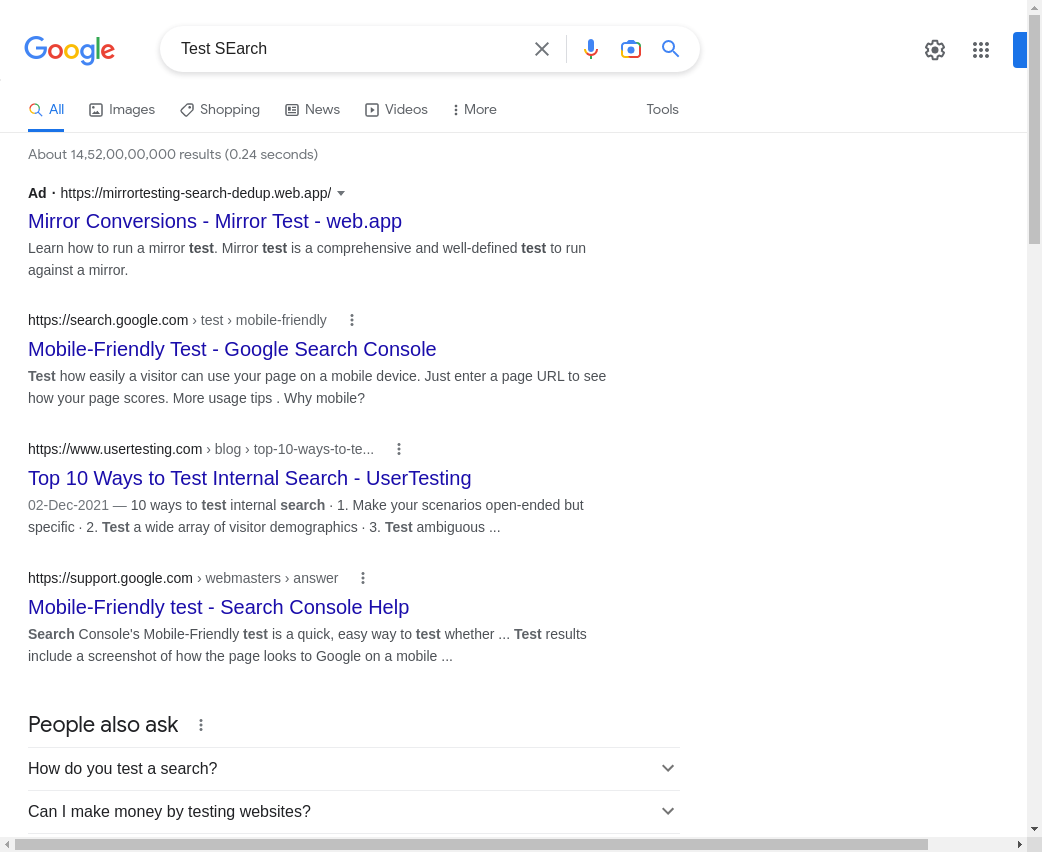 Google
Test SEarch
All
Images
Shopping
News
Videos
More
Tools
About 14,52,00,00,000 results (0.24 seconds)
Ad · https://mirrortesting-search-dedup.web.app/
Mirror Conversions - Mirror Test - web.app
Learn how to run a mirror test. Mirror test is a comprehensive and well-defined test to run
against a mirror.
https://search.google.com › test › mobile-friendly
Mobile-Friendly Test - Google Search Console
Test how easily a visitor can use your page on a mobile device. Just enter a page URL to see
how your page scores. More usage tips . Why mobile?
https://www.usertesting.com › blog › top-10-ways-to-te...
Top 10 Ways to Test Internal Search - UserTesting
02-Dec-2021 — 10 ways to test internal search · 1. Make your scenarios open-ended but
specific · 2. Test a wide array of visitor demographics · 3. Test ambiguous ...
https://support.google.com › webmasters › answer
Mobile-Friendly test - Search Console Help
Search Console's Mobile-Friendly test is a quick, easy way to test whether ... Test results
include a screenshot of how the page looks to Google on a mobile ...
People also ask
How do you test a search?
Can I make money by testing websites?